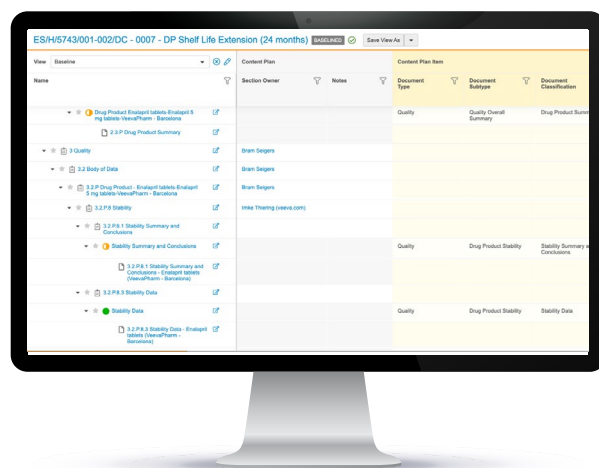 ES/H/5743/001-002/DC - 0007 - DP Shelf Life Extension (24 months) BASELINED Save View As
View Baseline Content Plan Content Plan Item
Name Section Owner Notes Document Type Document Subtype Document Classification
Drug Product Enalapril tablets-Enalapril 5 mg tablets-VeevaPharm - Barcelona Quality Quality Overall Summary Drug Product Summ
2.3.P Drug Product Summary
3 Quality Bram Seigers
3.2 Body of Data Bram Seigers
3.2.P Drug Product - Enalapril tablets-Enalapril 5 mg tablets-VeevaPharm - Barcelona Bram Seigers
3.2.P.8 Stability Imke Thiering (veeva.com)
3.2.P.8.1 Stability Summary and Conclusions
Stability Summary and Conclusions Quality Drug Product Stability Stability Summary a Conclusions
3.2.P.8.1 Stability Summary and Conclusions - Enalapril tablets (VeevaPharm - Barcelona)
3.2.P.8.3 Stability Data
Stability Data Quality Drug Product Stability Stability Data
3.2.P.8.3 Stability Data - Enalapril tablets (VeevaPharm - Barcelona)